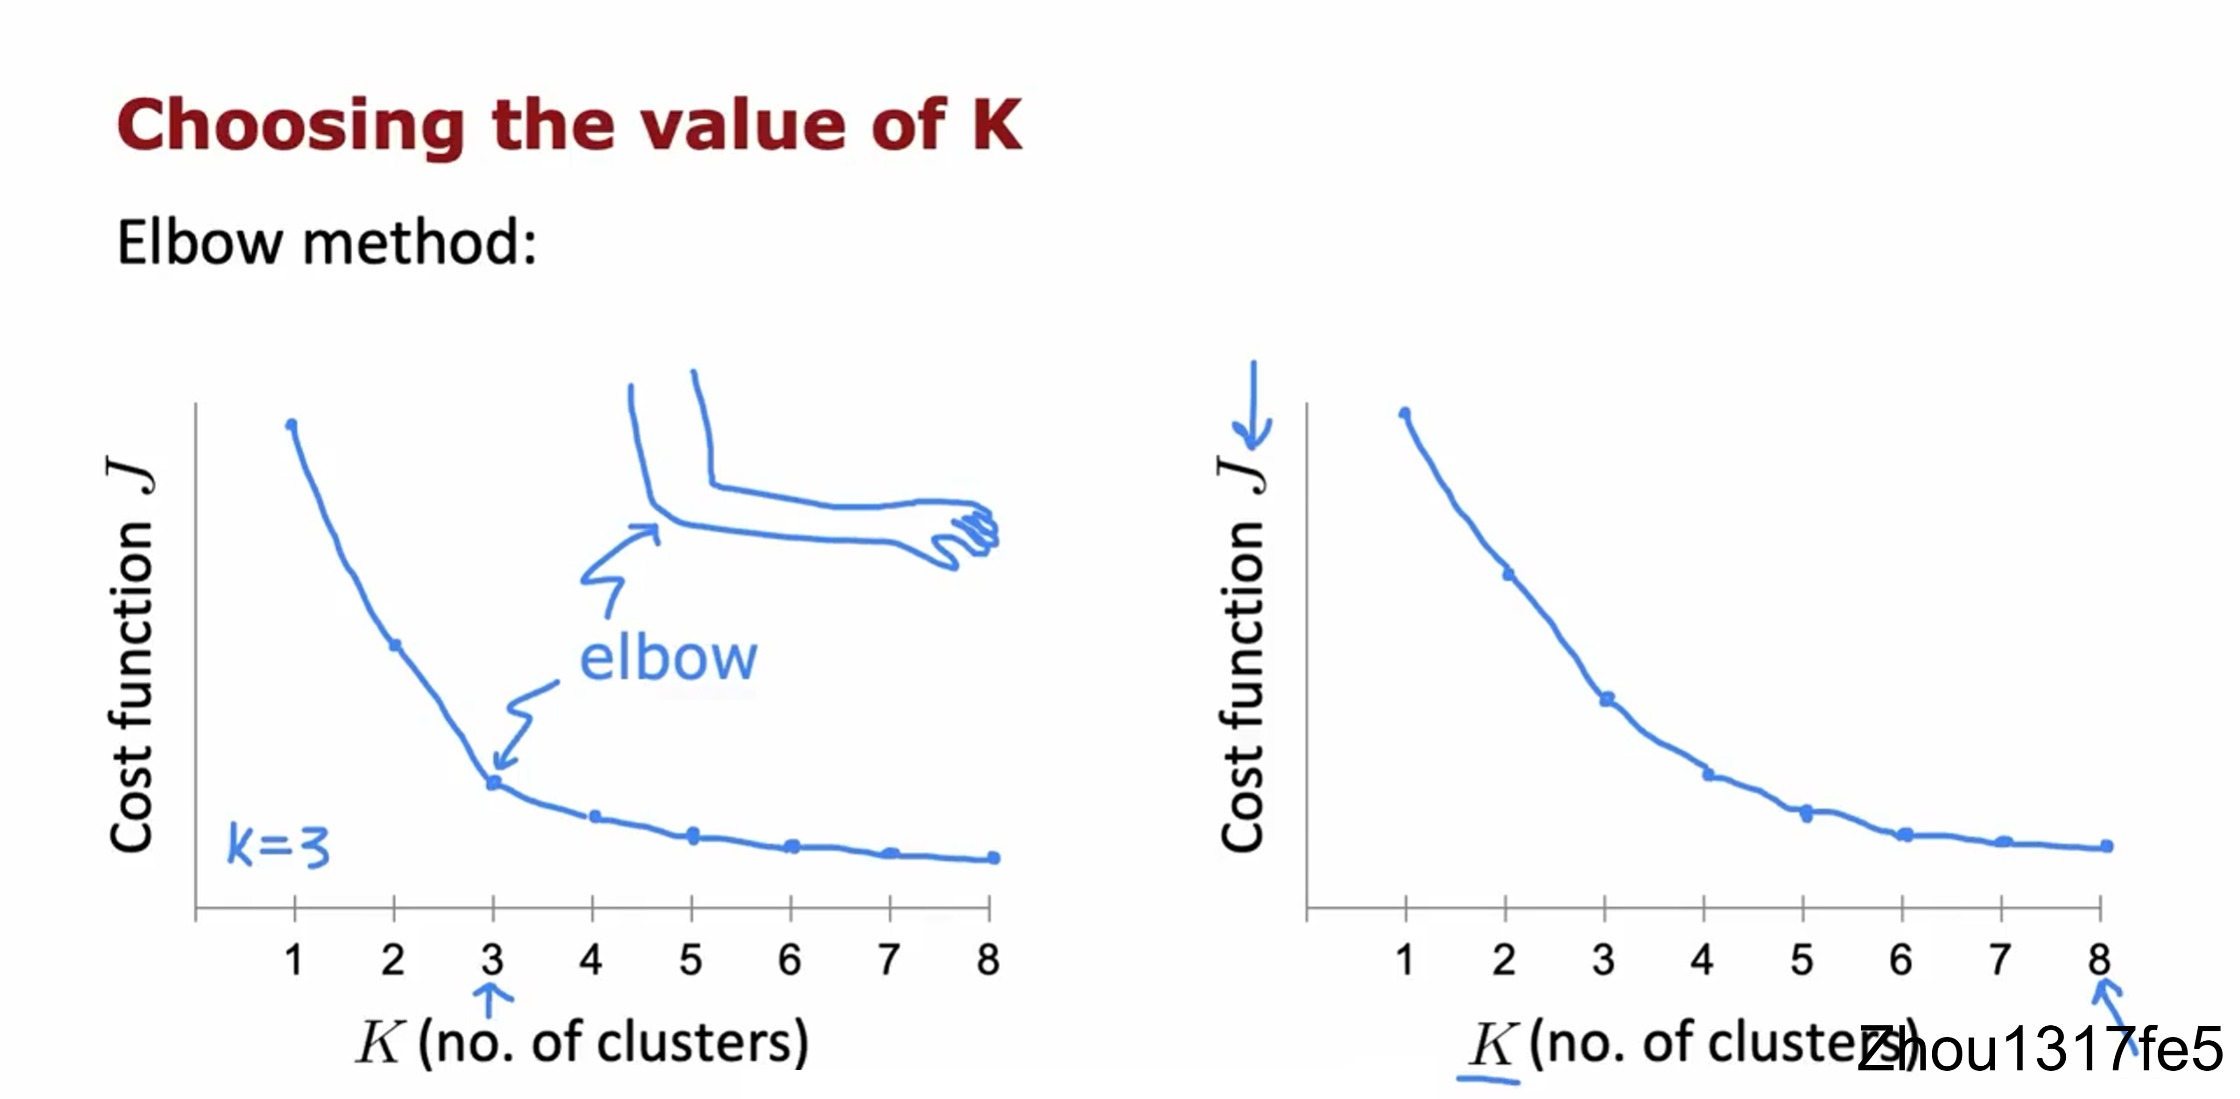 Choosing the value of K
Elbow method:
Cost function J
elbow
k=3
1 2 3 4 5 6 7 8
K (no. of clusters)
Cost function J
1 2 3 4 5 6 7 8
K (no. of clusters)
Zhou1317fe5